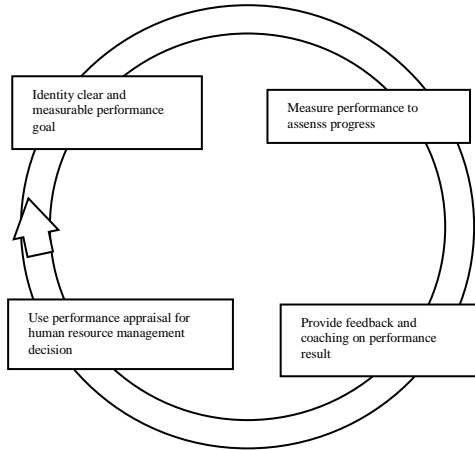 Identity clear and
measurable performance
goal
Measure performance to
assenss progress
Use performance appraisal for
human resource management
decision
Provide feedback and
coaching on performance
result